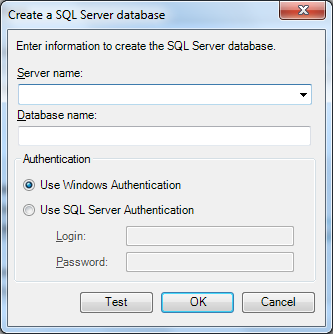 Create a SQL Server database
Enter information to create the SQL Server database.
Server name:
Database name:
Authentication
Use Windows Authentication
Use SQL Server Authentication
Login:
Password:
Test OK Cancel